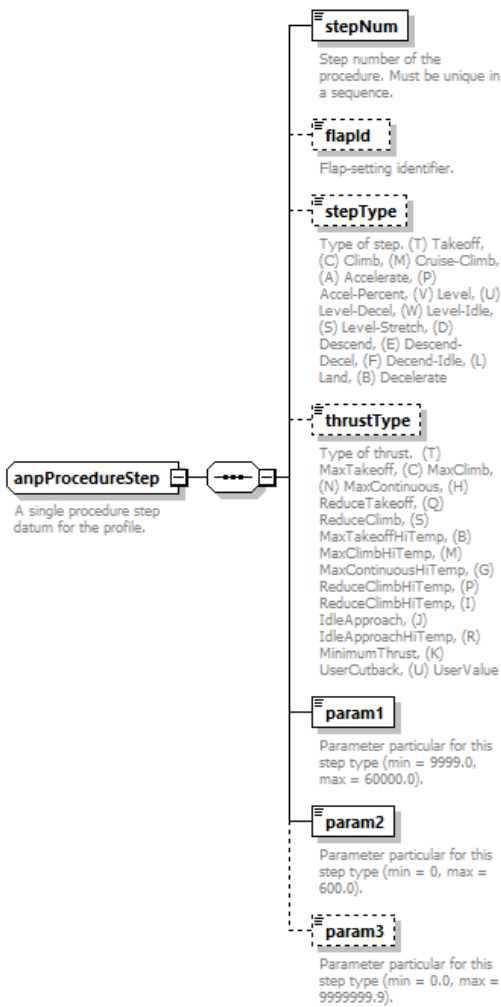 stepNum
Step number of the
procedure. Must be unique in
a sequence.
flapId
Flap-setting identifier.
stepType
Type of step. (T) Takeoff,
(C) Climb, (M) Cruise-Climb,
(A) Accelerate, (P)
Accel-Percent, (V) Level, (U)
Level-Decel, (W) Level-Idle,
(S) Level-Stretch, (D)
Descend, (E) Descend-
Decel, (F) Decend-Idle, (L)
Land, (B) Decelerate
thrustType
Type of thrust. (T)
MaxTakeoff, (C) MaxClimb,
(N) MaxContinuous, (H)
ReduceTakeoff, (Q)
ReduceClimb, (S)
MaxTakeoffHiTemp, (B)
MaxClimbHiTemp, (M)
MaxContinuousHiTemp, (G)
ReduceClimbHiTemp, (P)
ReduceClimbHiTemp, (I)
IdleApproach, (J)
IdleApproachHiTemp, (R)
MinimumThrust, (K)
UserCutback, (U) UserValue
anpProcedureStep
A single procedure step
datum for the profile.
param1
Parameter particular for this
step type (min = 9999.0,
max = 60000.0).
param2
Parameter particular for this
step type (min = 0, max =
600.0).
param3
Parameter particular for this
step type (min = 0.0, max =
9999999.9).